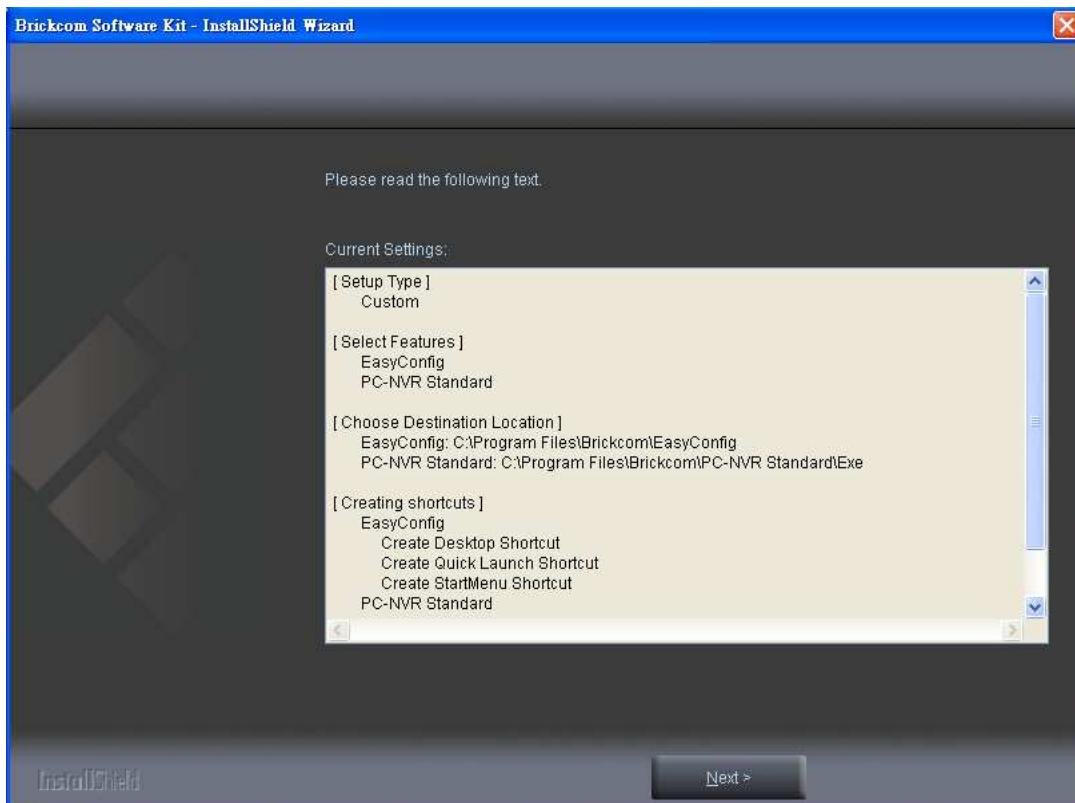 Brickcom Software Kit - InstallShield Wizard
Please read the following text.
Current Settings:
[ Setup Type ]
Custom
[ Select Features ]
EasyConfig
PC-NVR Standard
[ Choose Destination Location ]
EasyConfig: C:\Program Files\Brickcom\EasyConfig
PC-NVR Standard: C:\Program Files\Brickcom\PC-NVR Standard\Exe
[ Creating shortcuts ]
EasyConfig
Create Desktop Shortcut
Create Quick Launch Shortcut
Create StartMenu Shortcut
PC-NVR Standard
InstallShield
Next >